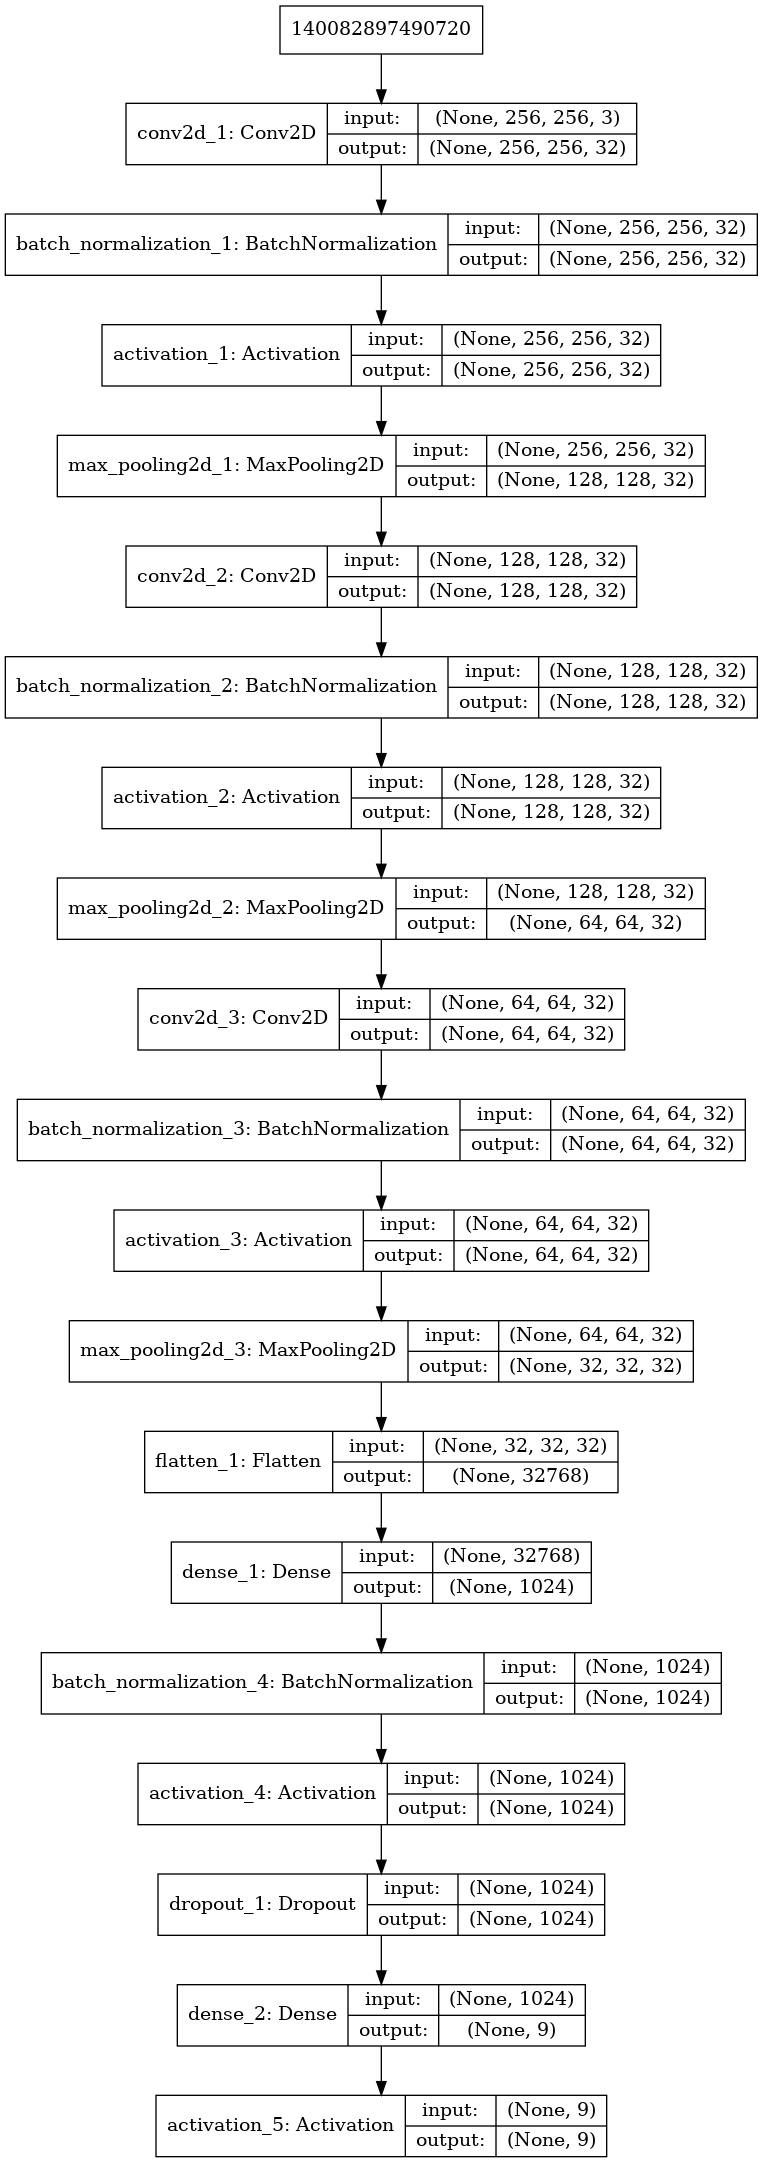 140082897490720
conv2d_1: Conv2D
input:
(None, 256, 256, 3)
output:
(None, 256, 256, 32)
batch_normalization_1: BatchNormalization
input:
(None, 256, 256, 32)
output:
(None, 256, 256, 32)
activation_1: Activation
input:
(None, 256, 256, 32)
output:
(None, 256, 256, 32)
max_pooling2d_1: MaxPooling2D
input:
(None, 256, 256, 32)
output:
(None, 128, 128, 32)
conv2d_2: Conv2D
input:
(None, 128, 128, 32)
output:
(None, 128, 128, 32)
batch_normalization_2: BatchNormalization
input:
(None, 128, 128, 32)
output:
(None, 128, 128, 32)
activation_2: Activation
input:
(None, 128, 128, 32)
output:
(None, 128, 128, 32)
max_pooling2d_2: MaxPooling2D
input:
(None, 128, 128, 32)
output:
(None, 64, 64, 32)
conv2d_3: Conv2D
input:
(None, 64, 64, 32)
output:
(None, 64, 64, 32)
batch_normalization_3: BatchNormalization
input:
(None, 64, 64, 32)
output:
(None, 64, 64, 32)
activation_3: Activation
input:
(None, 64, 64, 32)
output:
(None, 64, 64, 32)
max_pooling2d_3: MaxPooling2D
input:
(None, 64, 64, 32)
output:
(None, 32, 32, 32)
flatten_1: Flatten
input:
(None, 32, 32, 32)
output:
(None, 32768)
dense_1: Dense
input:
(None, 32768)
output:
(None, 1024)
batch_normalization_4: BatchNormalization
input:
(None, 1024)
output:
(None, 1024)
activation_4: Activation
input:
(None, 1024)
output:
(None, 1024)
dropout_1: Dropout
input:
(None, 1024)
output:
(None, 1024)
dense_2: Dense
input:
(None, 1024)
output:
(None, 9)
activation_5: Activation
input:
(None, 9)
output:
(None, 9)